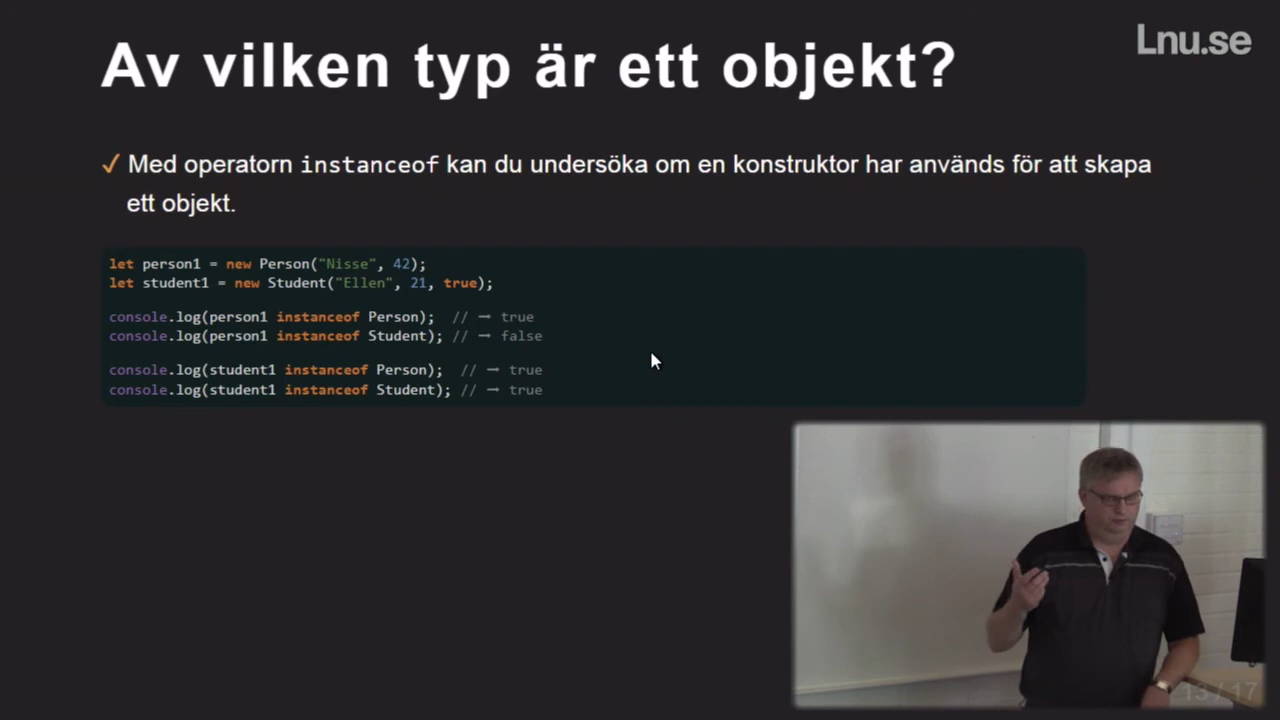 Av vilken typ är ett objekt?
Lnu.se
✓ Med operatorn instanceof kan du undersöka om en konstruktor har används för att skapa
ett objekt.
let person1 = new Person("Nisse", 42);
let student1 = new Student("Ellen", 21, true);
console.log(person1 instanceof Person);  // → true
console.log(person1 instanceof Student); // → false
console.log(student1 instanceof Person);  // → true
console.log(student1 instanceof Student); // → true
13 / 17